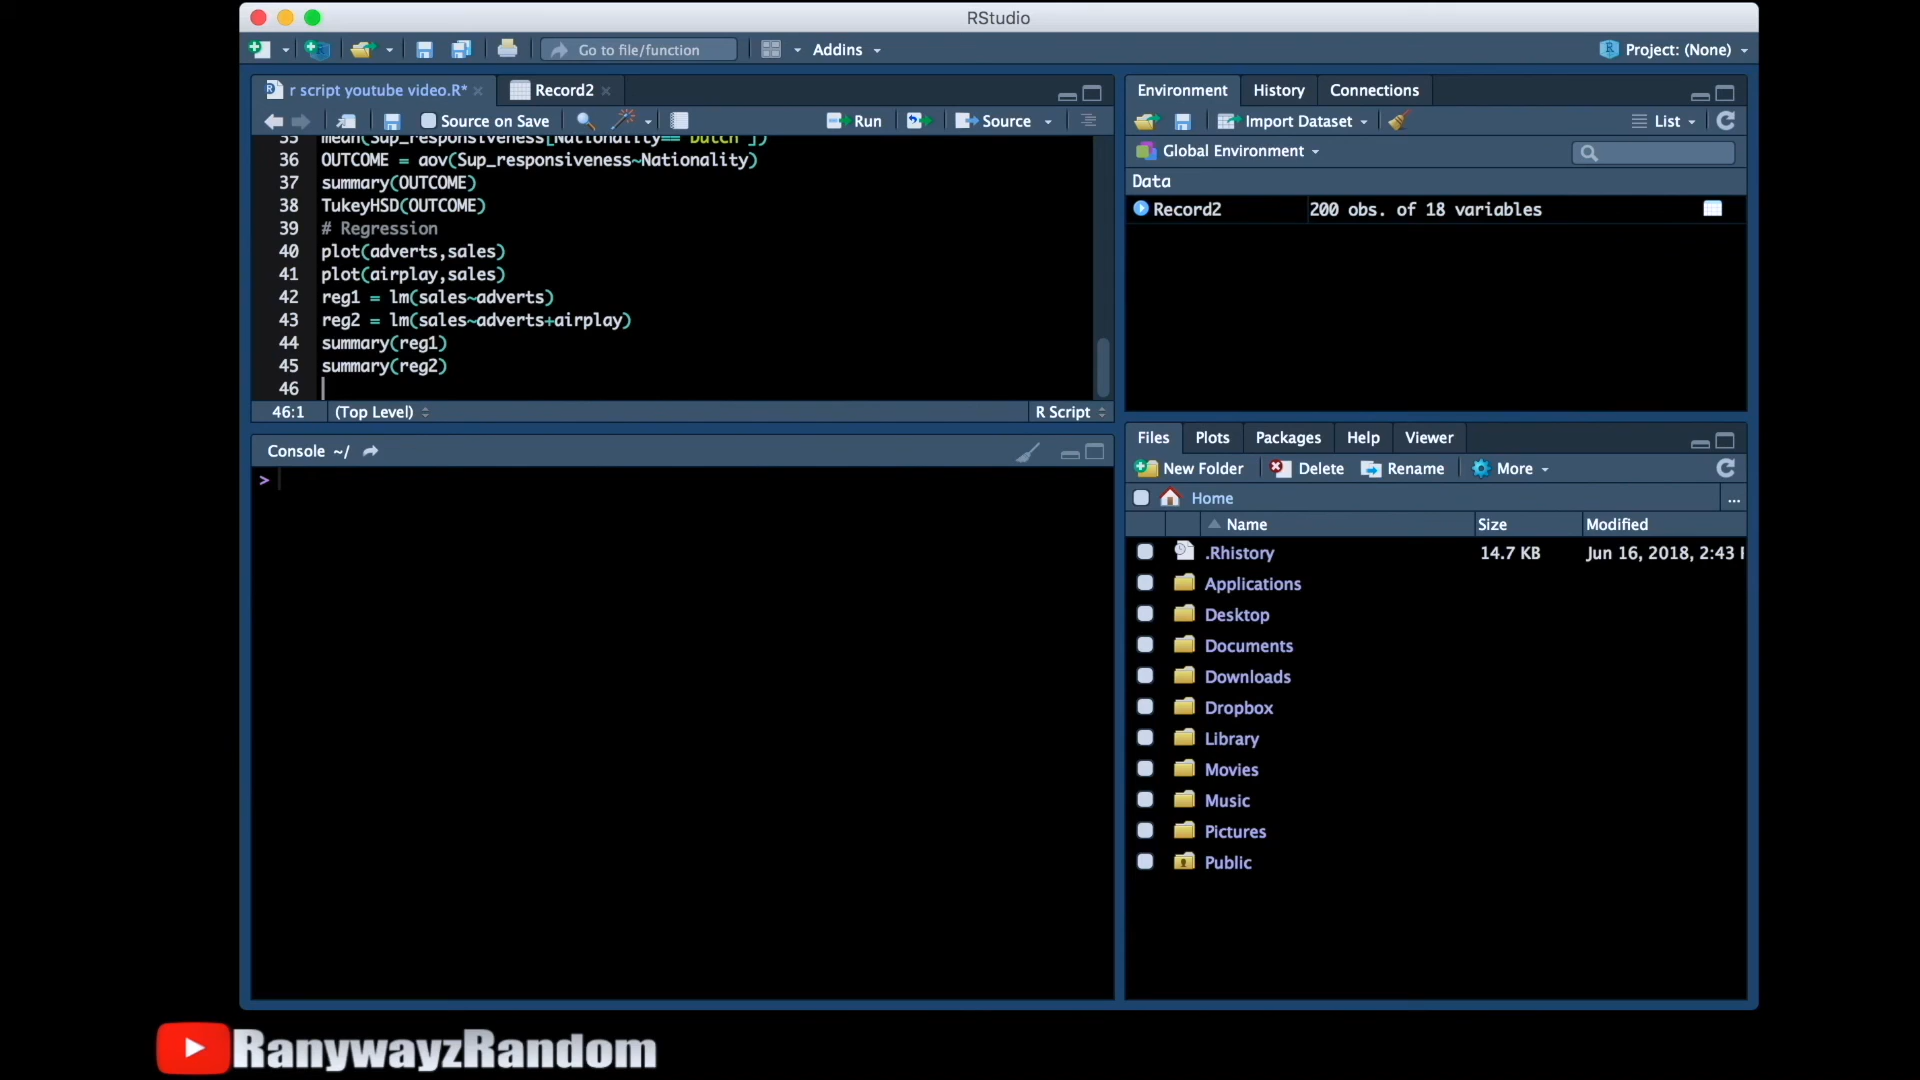 RStudio
Go to file/function
Addins
Project: (None)
r script youtube video.R*
Record2
Source on Save
Run
Source
35 mean(Sup_responsiveness[Nationality=="Dutch"])
36 OUTCOME = aov(Sup_responsiveness~Nationality)
37 summary(OUTCOME)
38 TukeyHSD(OUTCOME)
39 # Regression
40 plot(adverts,sales)
41 plot(airplay,sales)
42 reg1 = lm(sales~adverts)
43 reg2 = lm(sales~adverts+airplay)
44 summary(reg1)
45 summary(reg2)
46
46:1 (Top Level) R Script
Console ~/
>
Environment History Connections
Import Dataset List
Global Environment
Data
Record2 200 obs. of 18 variables
Files Plots Packages Help Viewer
New Folder Delete Rename More
Home ...
Name Size Modified
.Rhistory 14.7 KB Jun 16, 2018, 2:43
Applications
Desktop
Documents
Downloads
Dropbox
Library
Movies
Music
Pictures
Public
RanywayzRandom